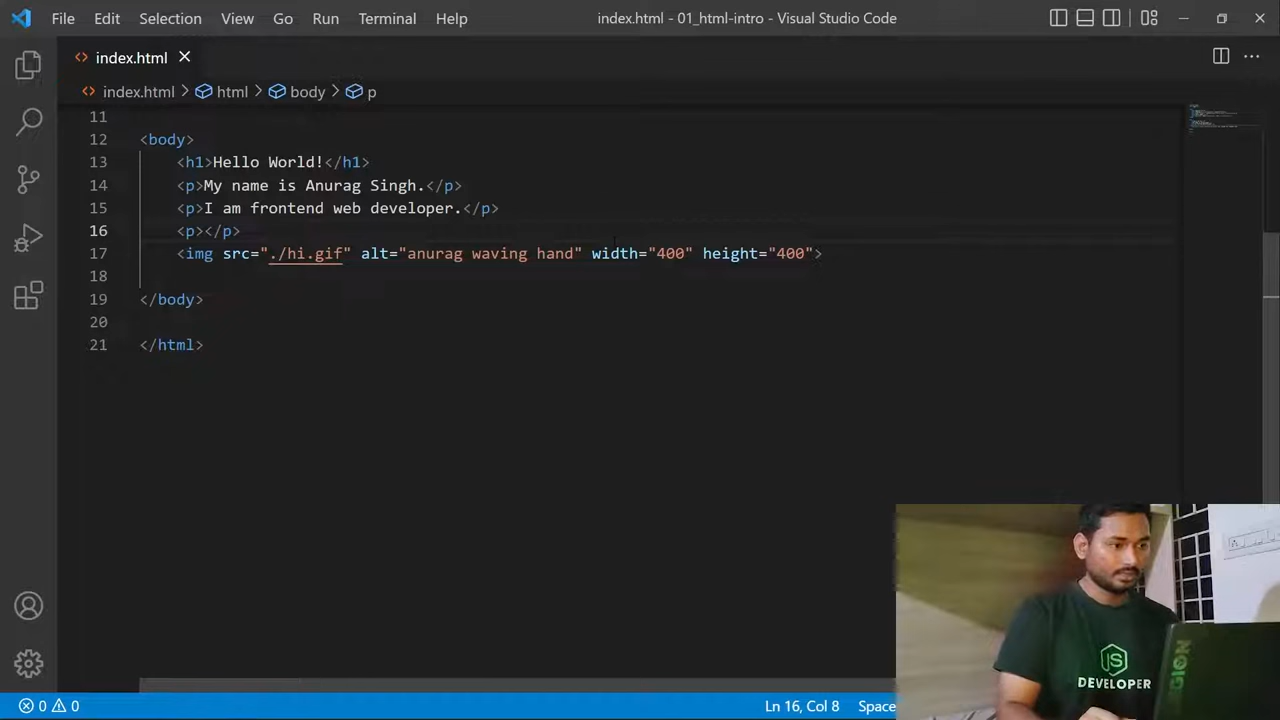 File Edit Selection View Go Run Terminal Help index.html - 01_html-intro - Visual Studio Code
index.html
index.html > html > body > p
11
12 <body>
13 <h1>Hello World!</h1>
14 <p>My name is Anurag Singh.</p>
15 <p>I am frontend web developer.</p>
16 <p></p>
17 <img src="./hi.gif" alt="anurag waving hand" width="400" height="400">
18
19 </body>
20
21 </html>
JS
DEVELOPER
Ln 16, Col 8 Space
0 0